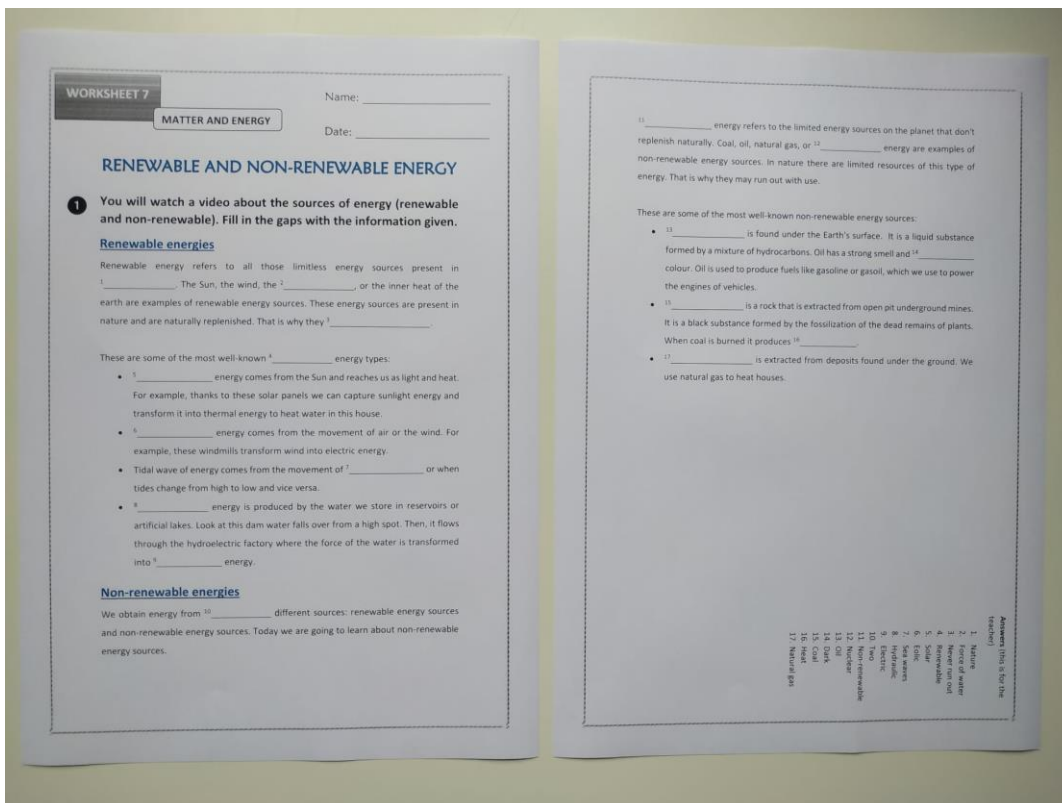 WORKSHEET 7
Name: ____________
MATTER AND ENERGY
Date: ____________
RENEWABLE AND NON-RENEWABLE ENERGY
1 You will watch a video about the sources of energy (renewable
and non-renewable). Fill in the gaps with the information given.
Renewable energies
Renewable energy refers to all those limitless energy sources present in
1____________. The Sun, the wind, the 2____________, or the inner heat of the
earth are examples of renewable energy sources. These energy sources are present in
nature and are naturally replenished. That is why they 3____________.
These are some of the most well-known 4____________ energy types:
• 5____________ energy comes from the Sun and reaches us as light and heat.
For example, thanks to these solar panels we can capture sunlight energy and
transform it into thermal energy to heat water in this house.
• 6____________ energy comes from the movement of air or the wind. For
example, these windmills transform wind into electric energy.
• Tidal wave of energy comes from the movement of 7____________ or when
tides change from high to low and vice versa.
• 8____________ energy is produced by the water we store in reservoirs or
artificial lakes. Look at this dam water falls over from a high spot. Then, it flows
through the hydroelectric factory where the force of the water is transformed
into 9____________ energy.
Non-renewable energies
We obtain energy from 10____________ different sources: renewable energy sources
and non-renewable energy sources. Today we are going to learn about non-renewable
energy sources.
11____________ energy refers to the limited energy sources on the planet that don't
replenish naturally. Coal, oil, natural gas, or 12____________ energy are examples of
non-renewable energy sources. In nature there are limited resources of this type of
energy. That is why they may run out with use.
These are some of the most well-known non-renewable energy sources:
• 13____________ is found under the Earth's surface. It is a liquid substance
formed by a mixture of hydrocarbons. Oil has a strong smell and 14____________
colour. Oil is used to produce fuels like gasoline or gasoil, which we use to power
the engines of vehicles.
• 15____________ is a rock that is extracted from open pit underground mines.
It is a black substance formed by the fossilization of the dead remains of plants.
When coal is burned it produces 16____________.
• 17____________ is extracted from deposits found under the ground. We
use natural gas to heat houses.
Answers (this is for the
teacher)
1. Nature
2. Force of water
3. Never run out
4. Renewable
5. Solar
6. Eolic
7. Sea waves
8. Hydraulic
9. Electric
10. Two
11. Non-renewable
12. Nuclear
13. Oil
14. Dark
15. Coal
16. Heat
17. Natural gas